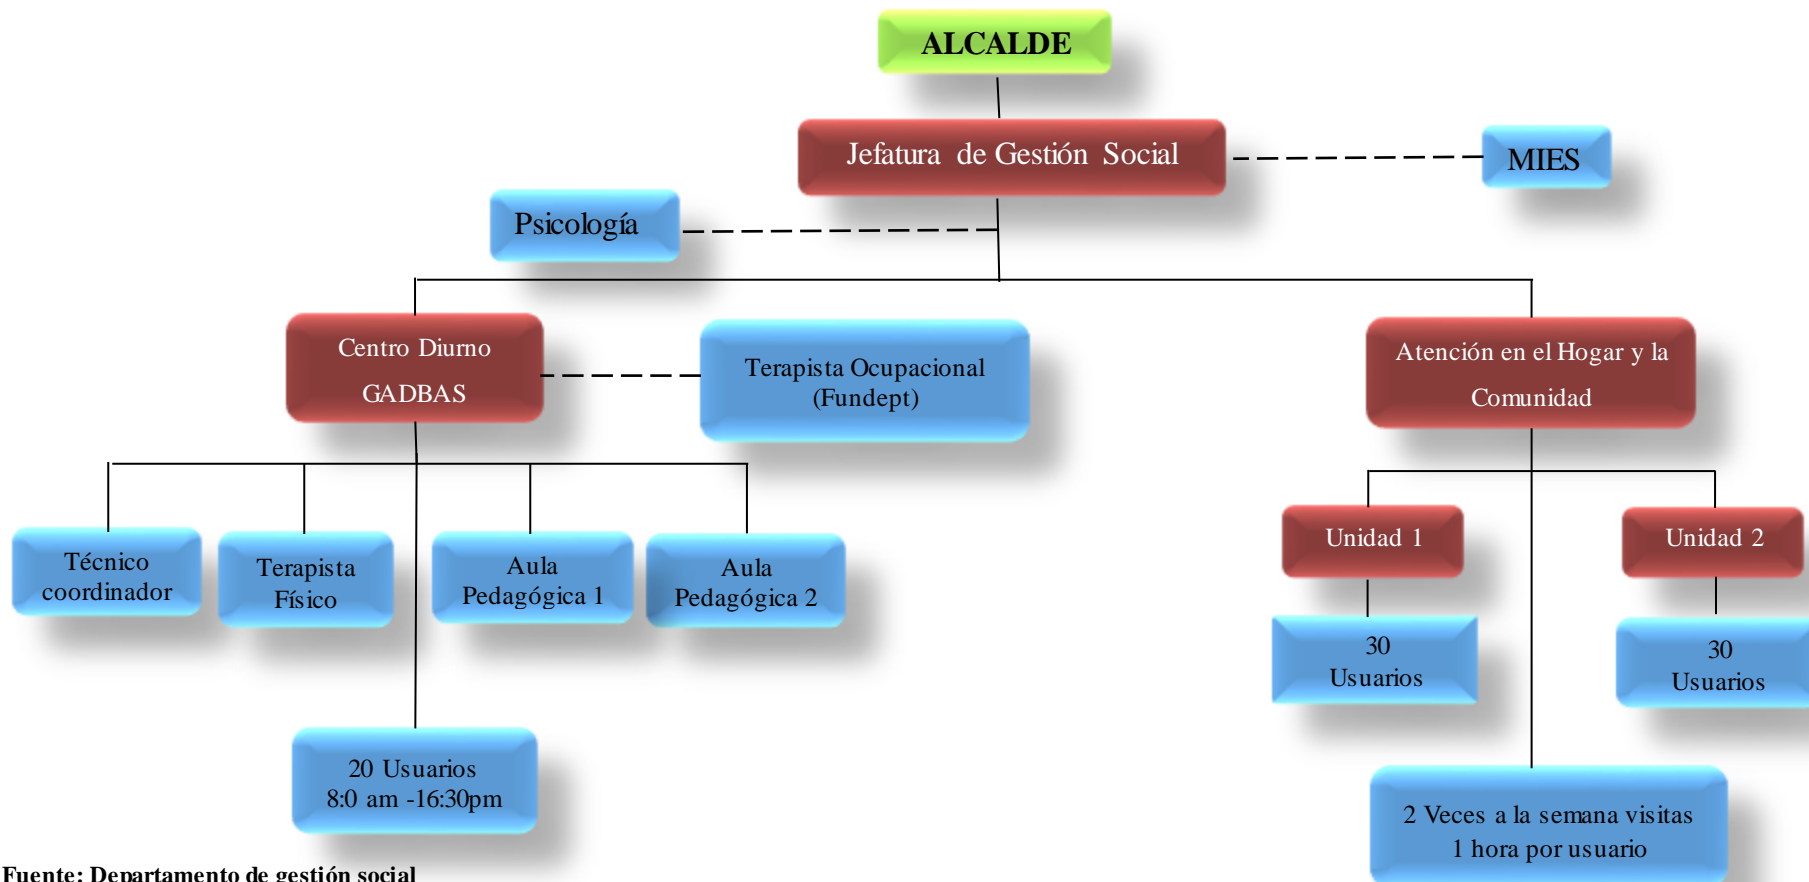 ALCALDE
Jefatura de Gestión Social
MIES
Psicología
Centro Diurno
GADBAS
Terapista Ocupacional
(Fundept)
Atención en el Hogar y la
Comunidad
Técnico
coordinador
Terapista
Físico
Aula
Pedagógica 1
Aula
Pedagógica 2
Unidad 1
Unidad 2
30
Usuarios
30
Usuarios
20 Usuarios
8:0 am -16:30pm
2 Veces a la semana visitas
1 hora por usuario
Fuente: Departamento de gestión social